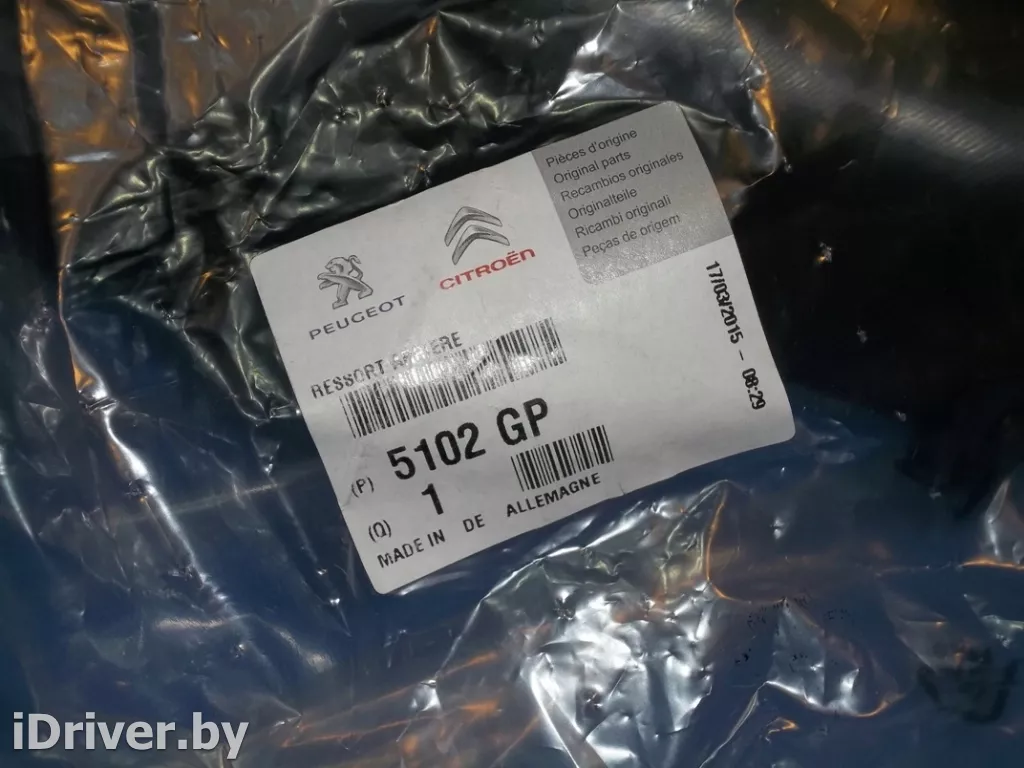 Pièces d'origine
Original parts
Recambios originales
Originalteile
Ricambi originali
Peças de origem
PEUGEOT
CITROËN
17/03/2015 - 08:29
RESSORT ARRIERE
(P) 5102 GP
(Q) 1
MADE IN DE ALLEMAGNE
iDriver.by